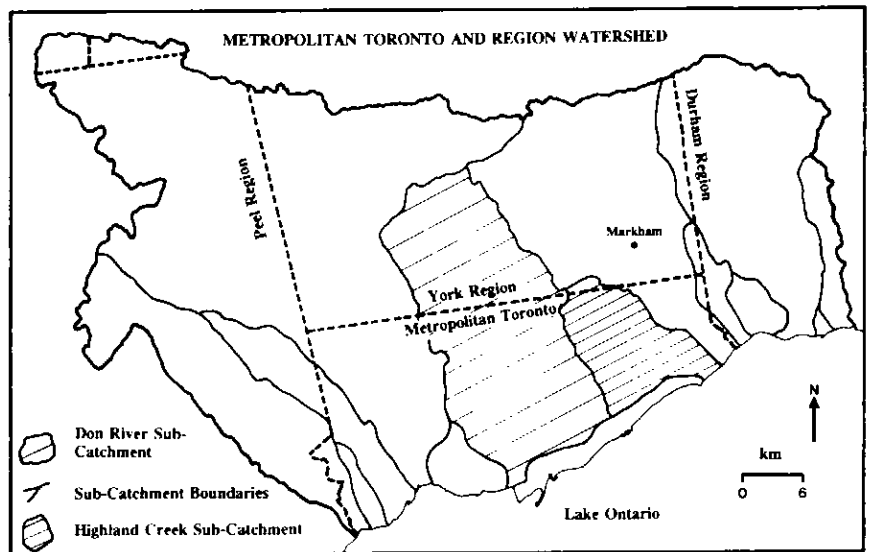 METROPOLITAN TORONTO AND REGION WATERSHED
Peel Region
Durham Region
Markham
York Region
Metropolitan Toronto
Don River Sub-
Catchment
Sub-Catchment Boundaries
Highland Creek Sub-Catchment
N
km
0 6
Lake Ontario